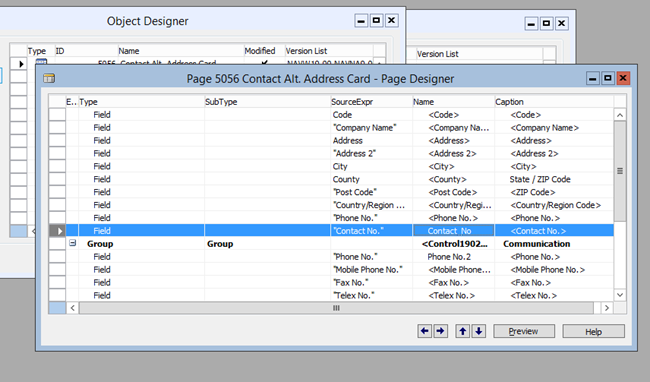 Object Designer
Type ID Name Modified Version List
5056 Contact Alt. Address Card
Version List
Page 5056 Contact Alt. Address Card - Page Designer
E.. Type SubType SourceExpr Name Caption
Field Code <Code> <Code>
Field "Company Name" <Company Na... <Company Name>
Field Address <Address> <Address>
Field "Address 2" <Address 2> <Address 2>
Field City <City> <City>
Field County <County> State / ZIP Code
Field "Post Code" <Post Code> <ZIP Code>
Field "Country/Region ... <Country/Regi... <Country/Region Code>
Field "Phone No." <Phone No.> <Phone No.>
Field "Contact No." Contact No <Contact No.>
Group Group <Control1902... Communication
Field "Phone No." Phone No.2 <Phone No.>
Field "Mobile Phone No." <Mobile Phone... <Mobile Phone No.>
Field "Fax No." <Fax No.> <Fax No.>
Field "Telex No." <Telex No.> <Telex No.>
Preview Help